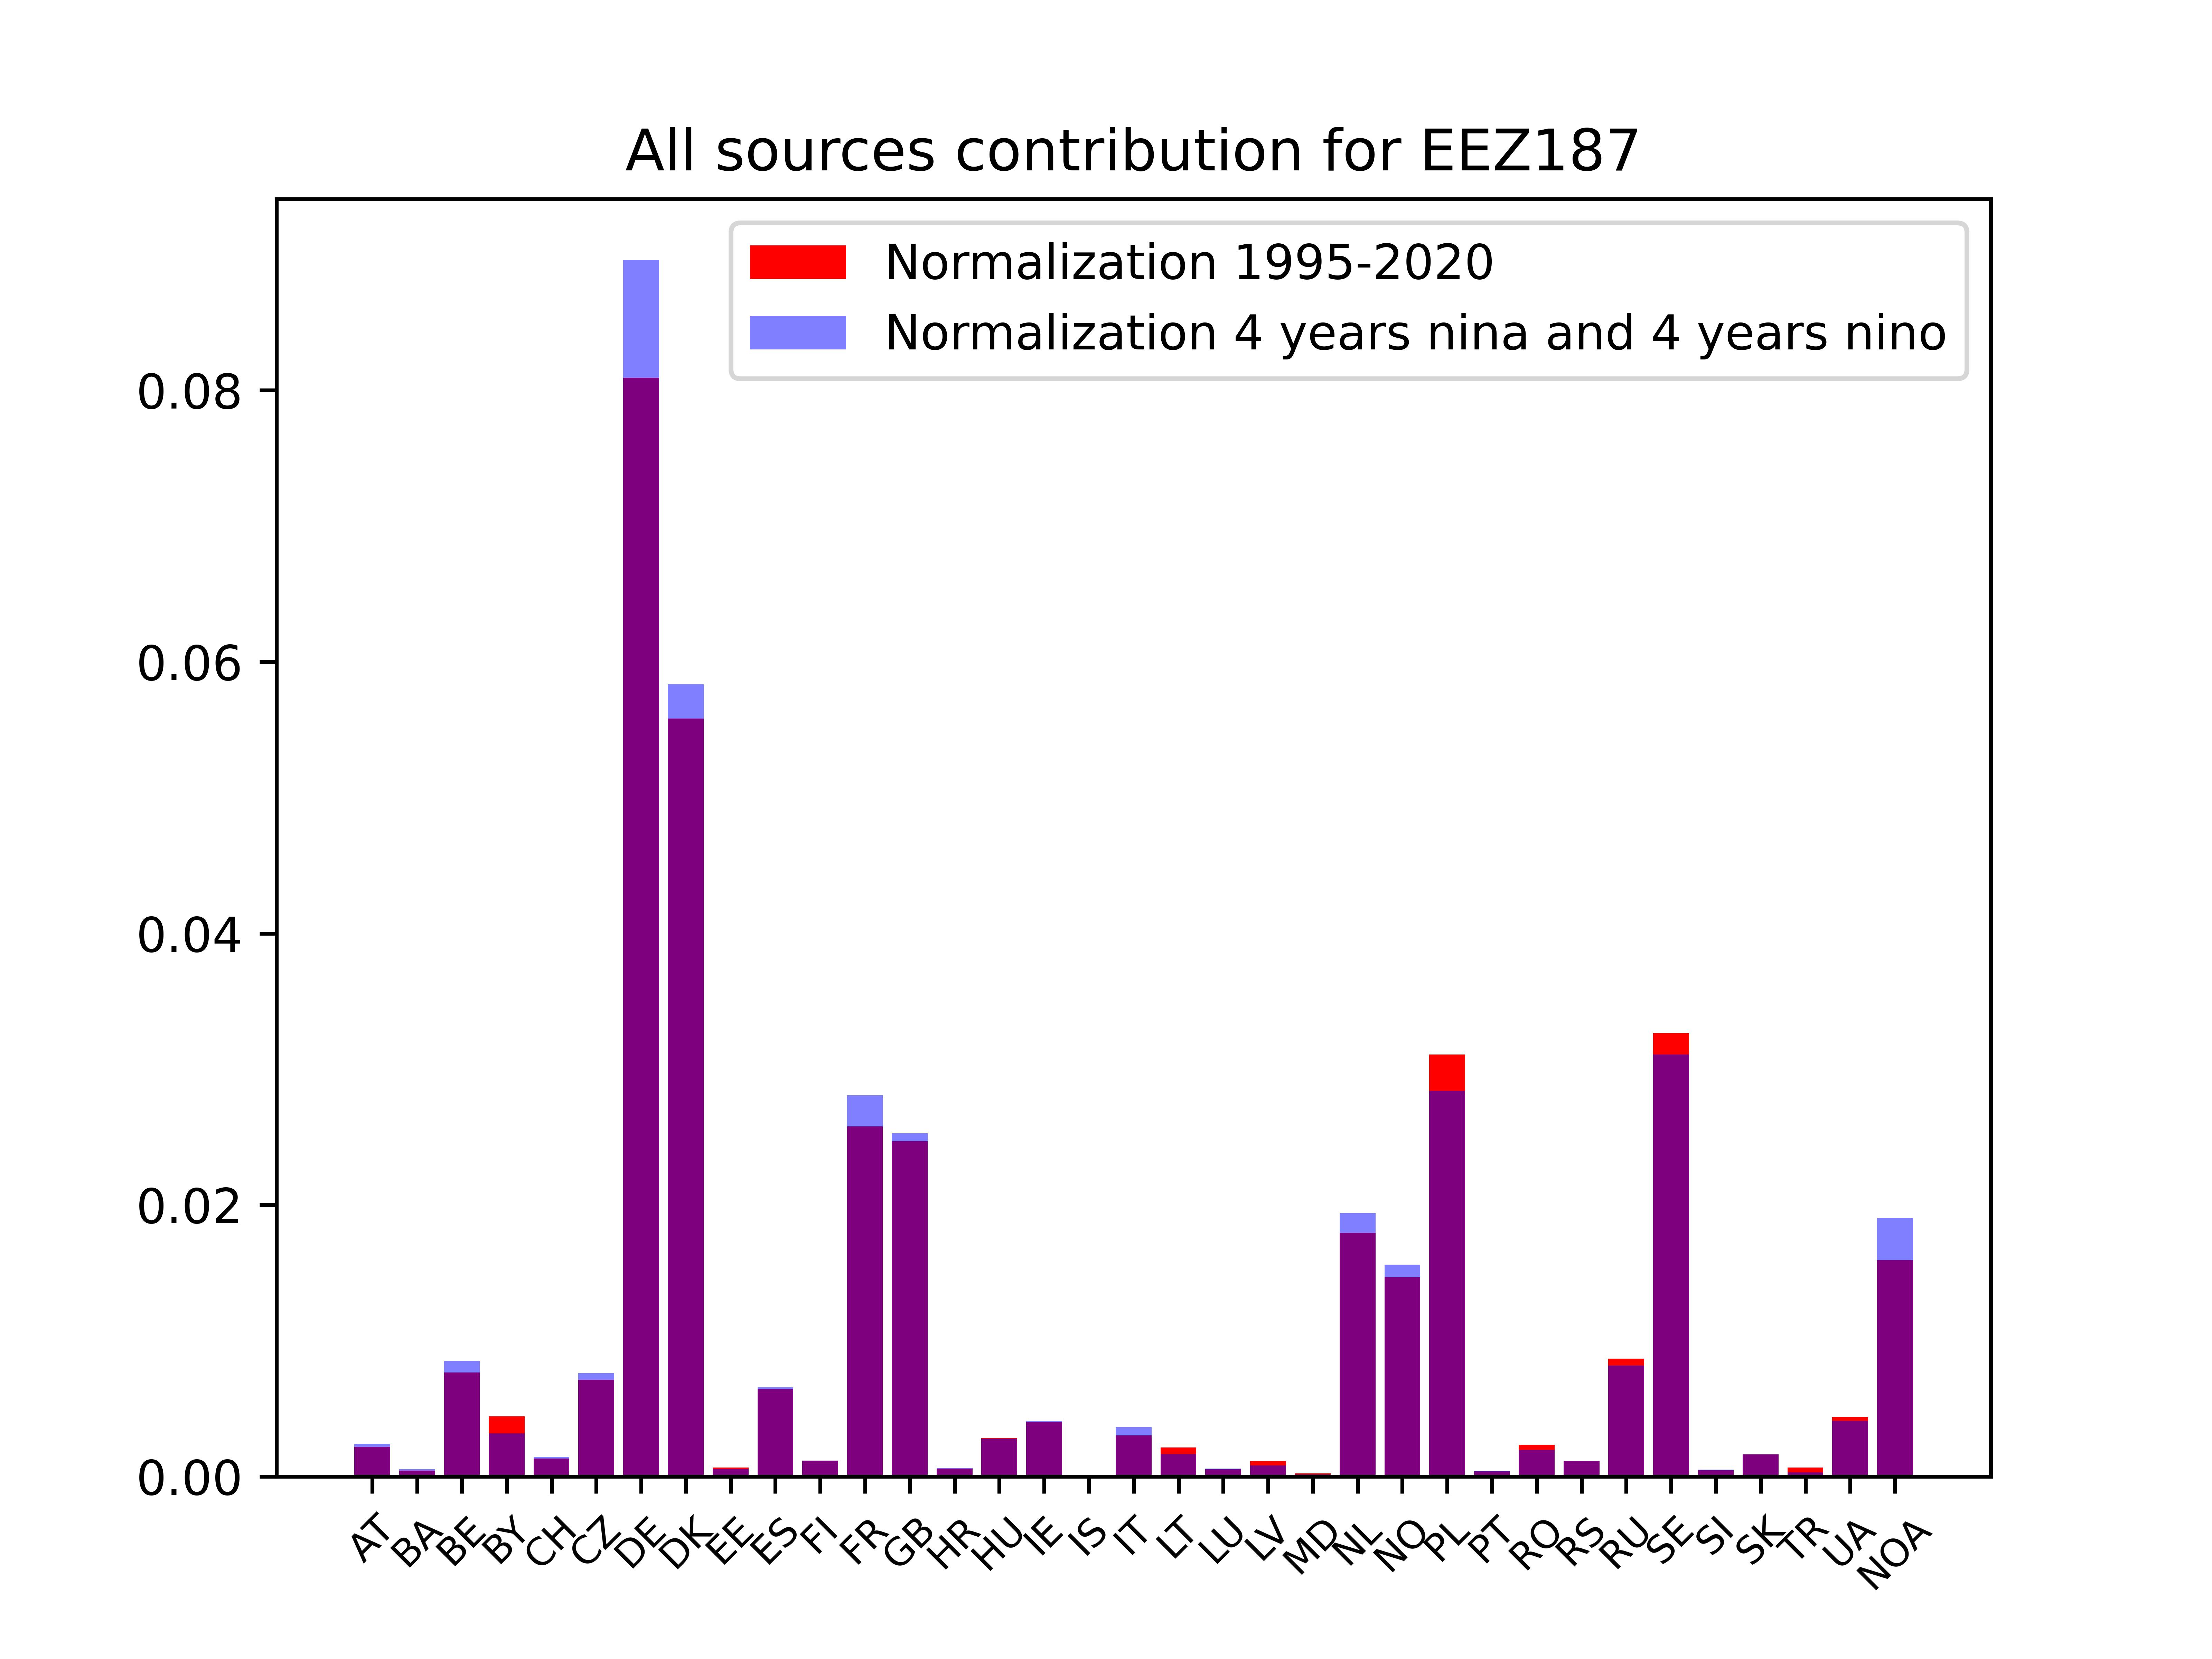 All sources contribution for EEZ187
Normalization 1995-2020
Normalization 4 years nina and 4 years nino
0.08
0.06
0.04
0.02
0.00
AT BA BE BY CH CZ DE DK EE ES FI FR GB HR HU IE IS IT LT LU LV MD NL NO PL PT RO RS RU SE SI SK TR UA NOA